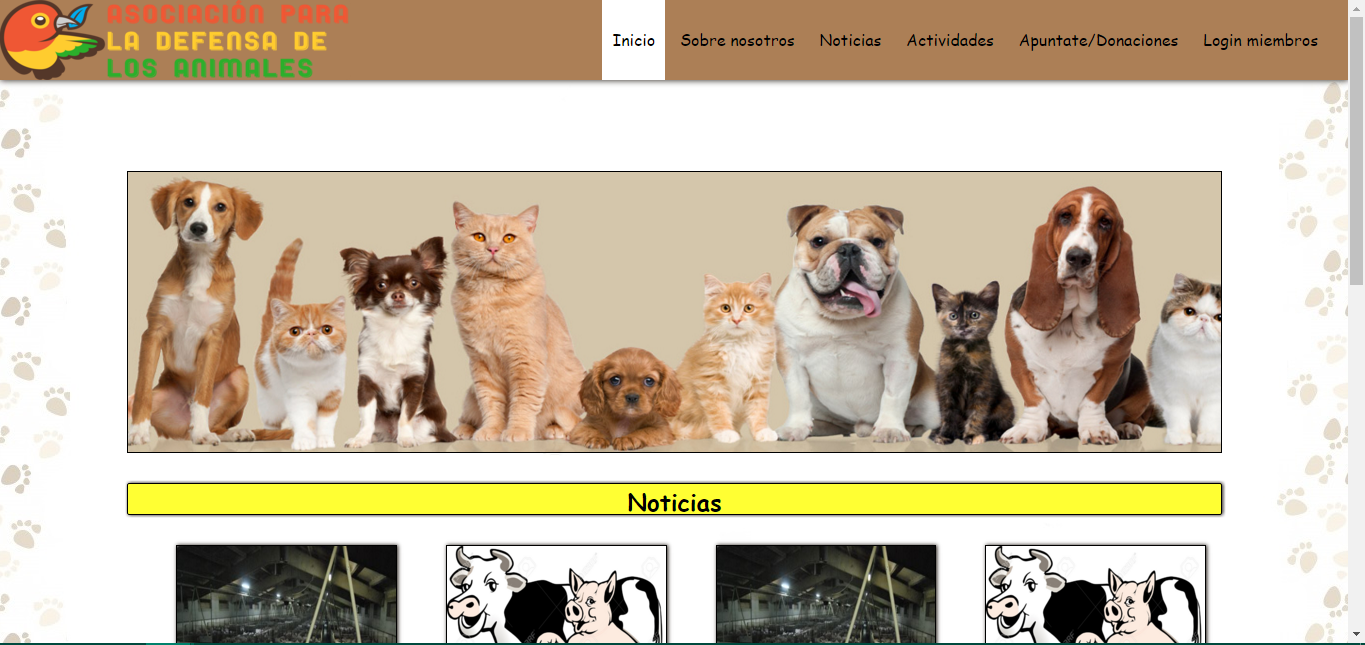 ASOCIACIÓN PARA
LA DEFENSA DE
LOS ANIMALES
Inicio
Sobre nosotros
Noticias
Actividades
Apuntate/Donaciones
Login miembros
Noticias